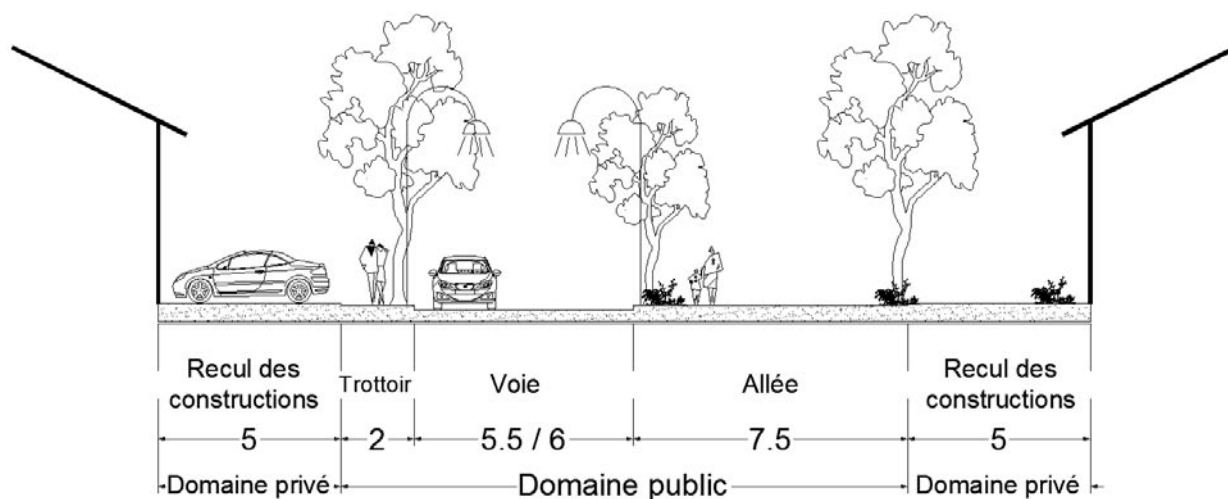 Recul des
constructions
Trottoir
Voie
Allée
Recul des
constructions
5
2
5.5 / 6
7.5
5
Domaine privé
Domaine public
Domaine privé